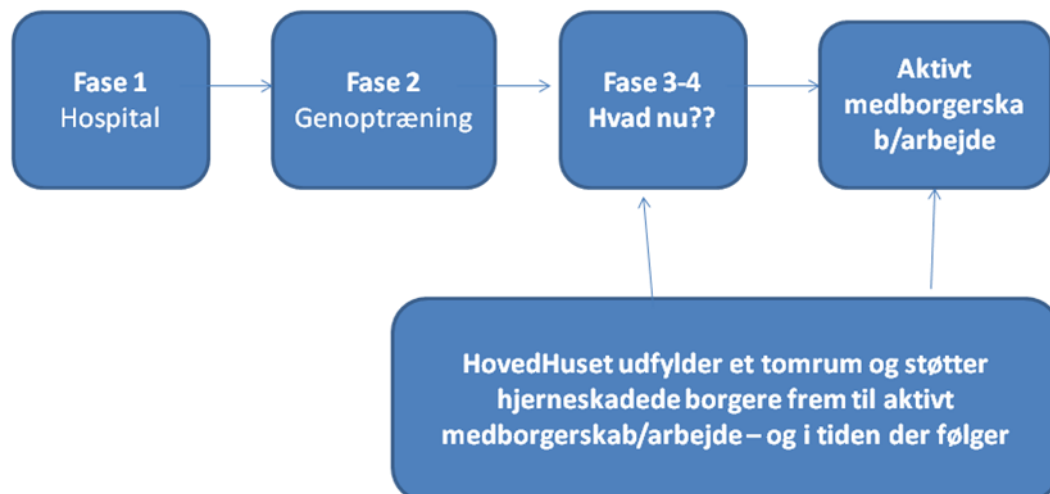 Fase 1
Hospital
Fase 2
Genoptræning
Fase 3-4
Hvad nu??
Aktivt
medborgerska
b/arbejde
HovedHuset udfylder et tomrum og støtter
hjerneskadede borgere frem til aktivt
medborgerskab/arbejde – og i tiden der følger